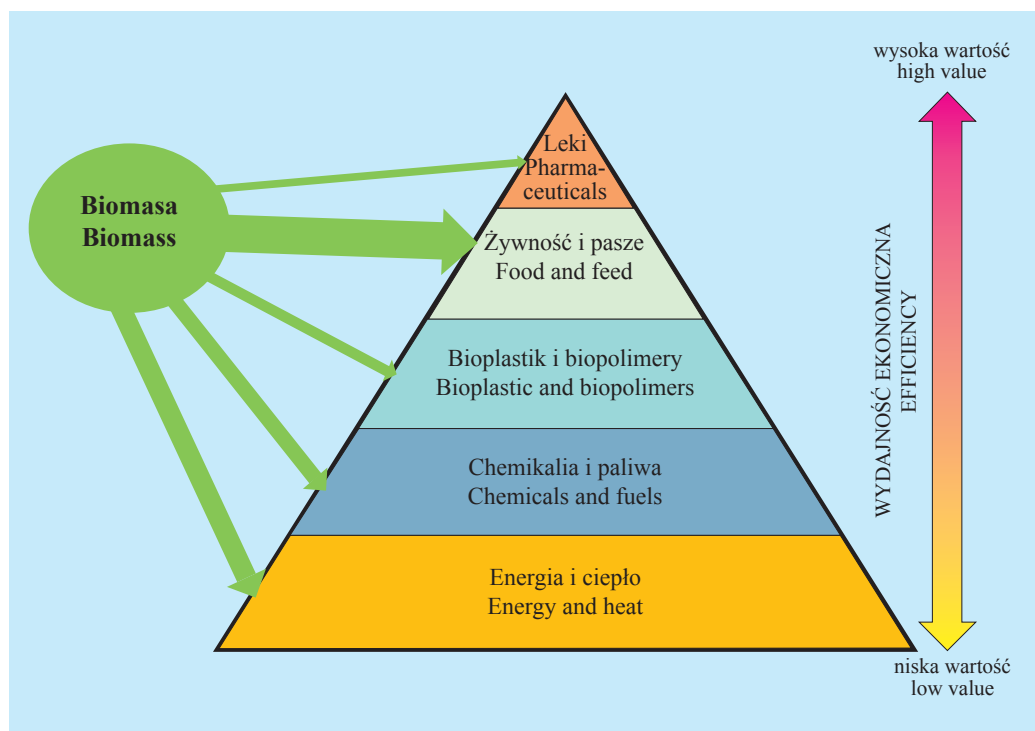 wysoka wartość
high value
Biomasa
Biomass
Leki
Pharma-
ceuticals
Żywność i pasze
Food and feed
Bioplastik i biopolimery
Bioplastic and biopolimers
Chemikalia i paliwa
Chemicals and fuels
Energia i ciepło
Energy and heat
WYDAJNOŚĆ EKONOMICZNA
EFFICIENCY
niska wartość
low value